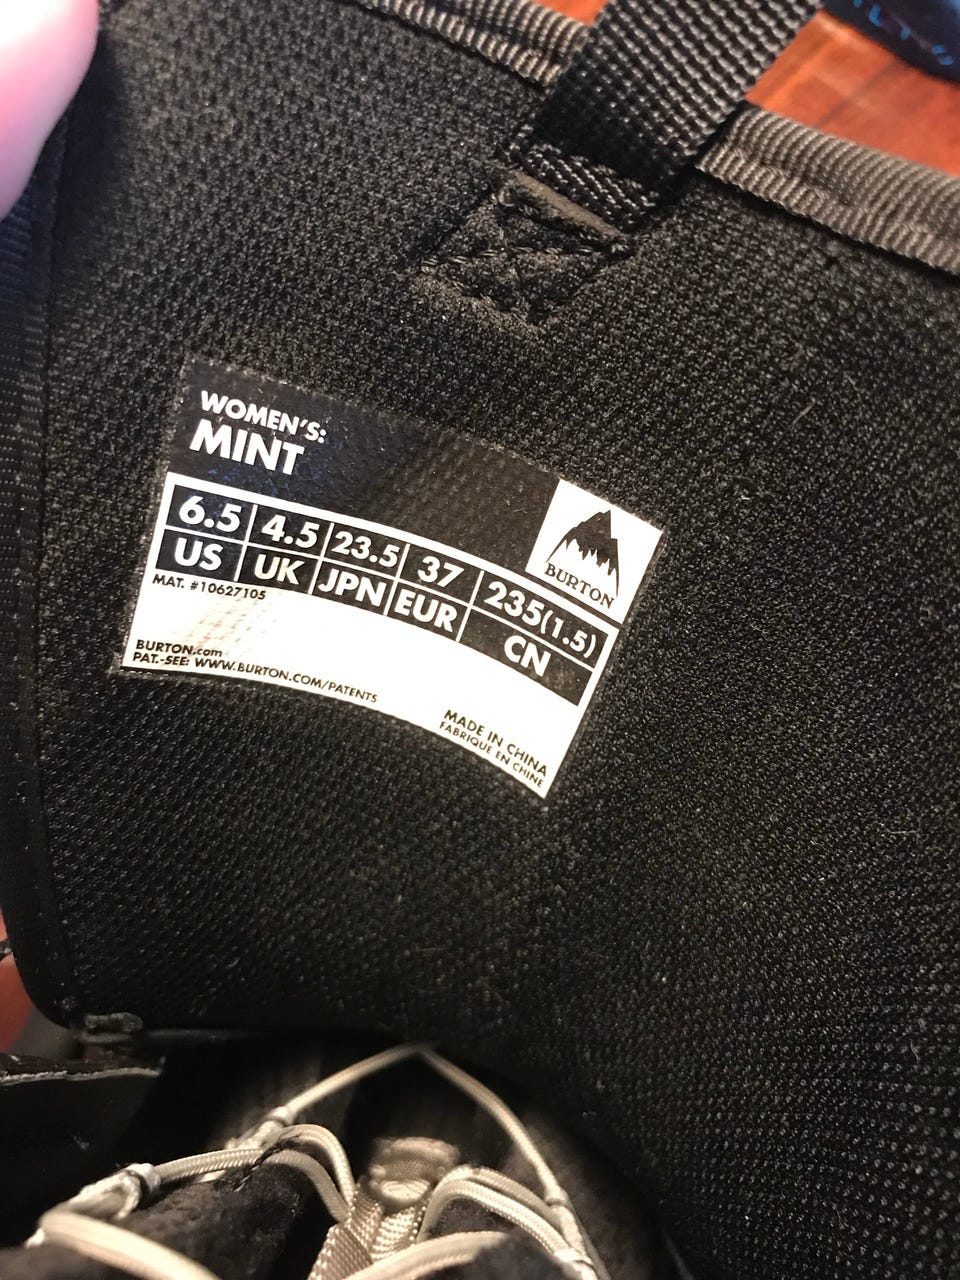 WOMEN'S:
MINT
6.5 4.5 23.5 37 235(1.5)
US UK JPN EUR CN
BURTON
MAT. #10627105
BURTON.com
PAT.-SEE: WWW.BURTON.COM/PATENTS
MADE IN CHINA
FABRIQUE EN CHINE